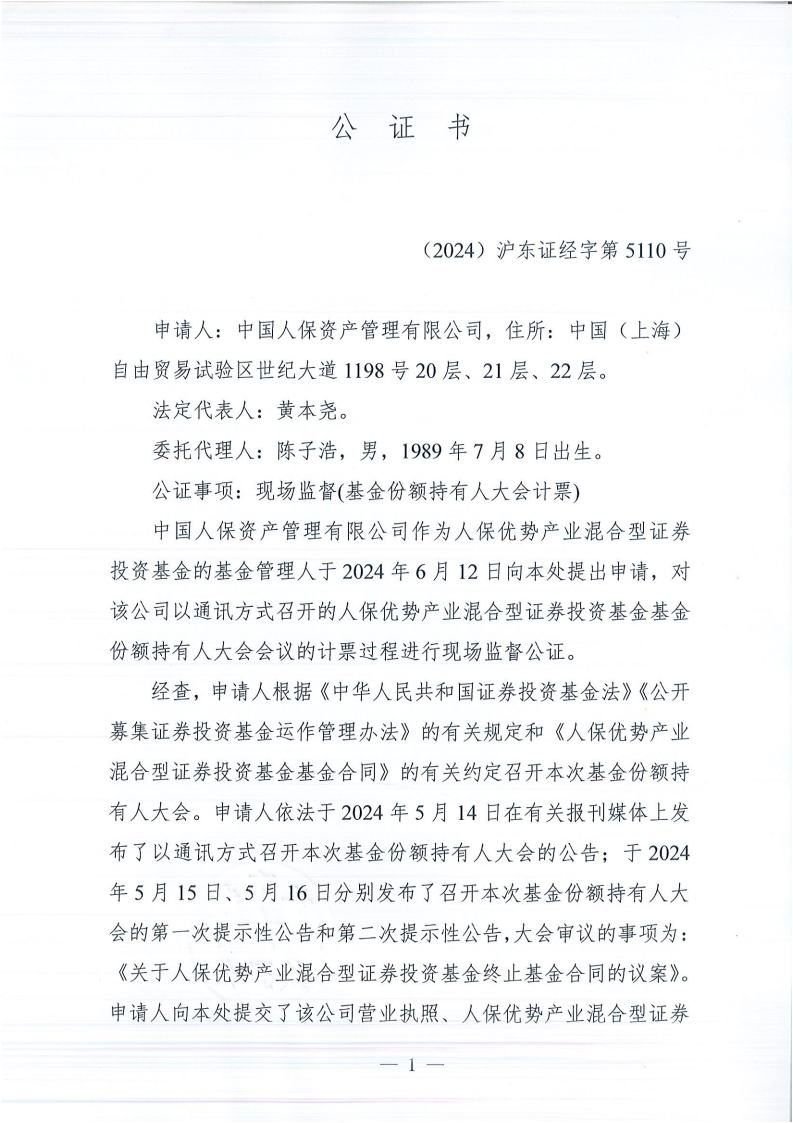 公 证 书
（2024）沪东证经字第 5110 号
申请人：中国人保资产管理有限公司，住所：中国（上海）
自由贸易试验区世纪大道 1198 号 20 层、21 层、22 层。
法定代表人：黄本尧。
委托代理人：陈子浩，男，1989 年 7 月 8 日出生。
公证事项：现场监督(基金份额持有人大会计票)
中国人保资产管理有限公司作为人保优势产业混合型证券
投资基金的基金管理人于 2024 年 6 月 12 日向本处提出申请，对
该公司以通讯方式召开的人保优势产业混合型证券投资基金基金
份额持有人大会会议的计票过程进行现场监督公证。
经查，申请人根据《中华人民共和国证券投资基金法》《公开
募集证券投资基金运作管理办法》的有关规定和《人保优势产业
混合型证券投资基金基金合同》的有关约定召开本次基金份额持
有人大会。申请人依法于 2024 年 5 月 14 日在有关报刊媒体上发
布了以通讯方式召开本次基金份额持有人大会的公告；于 2024
年 5 月 15 日、5 月 16 日分别发布了召开本次基金份额持有人大
会的第一次提示性公告和第二次提示性公告,大会审议的事项为：
《关于人保优势产业混合型证券投资基金终止基金合同的议案》。
申请人向本处提交了该公司营业执照、人保优势产业混合型证券
— 1 —